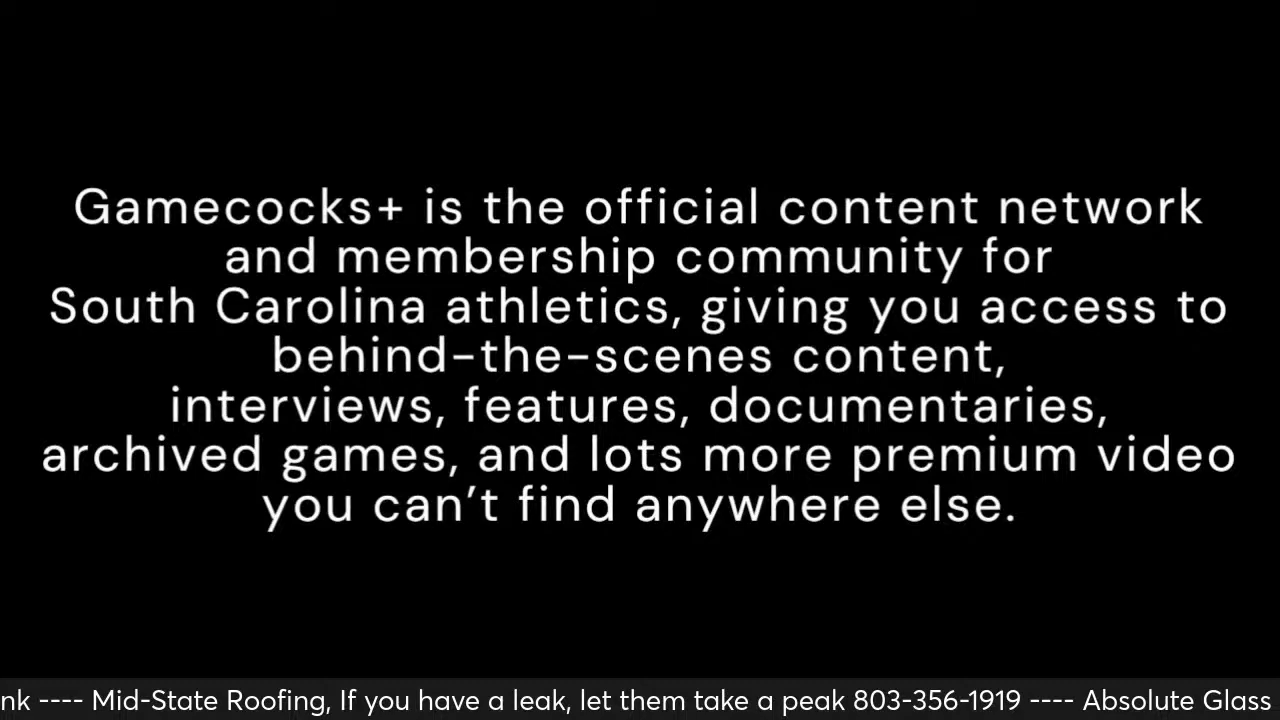 Gamecocks+ is the official content network
and membership community for
South Carolina athletics, giving you access to
behind-the-scenes content,
interviews, features, documentaries,
archived games, and lots more premium video
you can’t find anywhere else.
nk ---- Mid-State Roofing, If you have a leak, let them take a peak 803-356-1919 ---- Absolute Glass